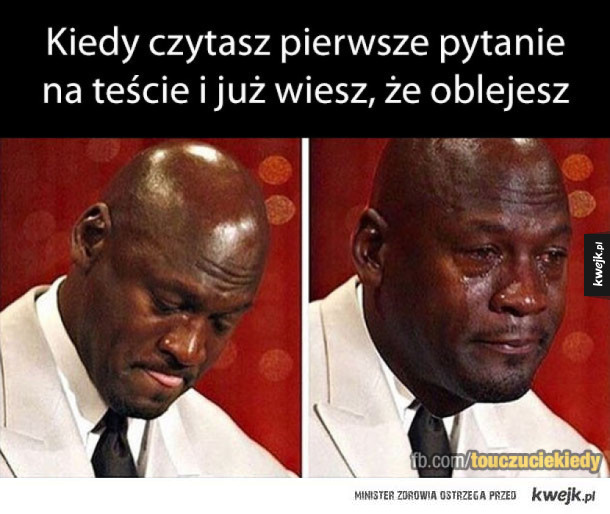 Kiedy czytasz pierwsze pytanie
na teście i już wiesz, że oblejesz
kwejk.pl
fb.com/touczuciekiedy
MINISTER ZDROWIA OSTRZEGA PRZED kwejk.pl